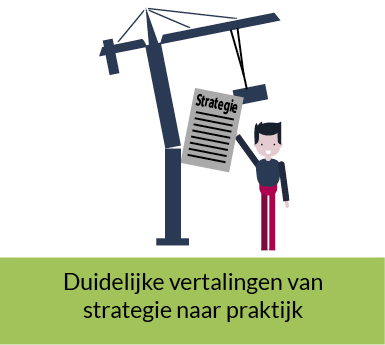 Strategie
Duidelijke vertalingen van
strategie naar praktijk